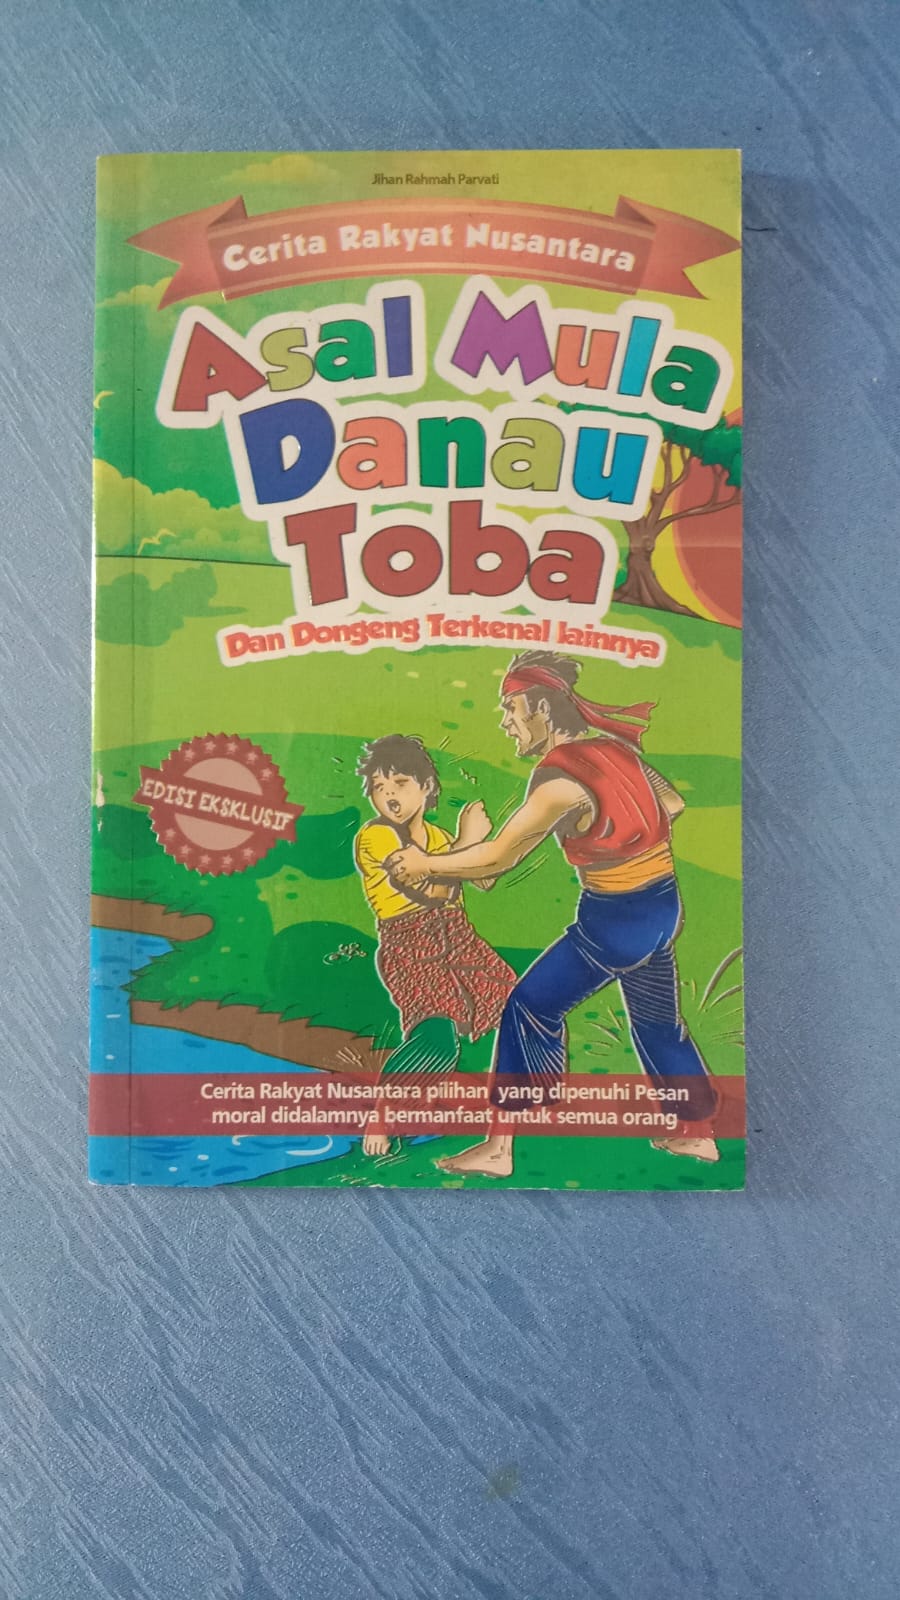 Jihan Rahmah Parvati
Cerita Rakyat Nusantara
Asal Mula
Danau
Toba
Dan Dongeng Terkenal lainnya
EDISI EKSKLUSIF
Cerita Rakyat Nusantara pilihan yang dipenuhi Pesan
moral didalamnya bermanfaat untuk semua orang